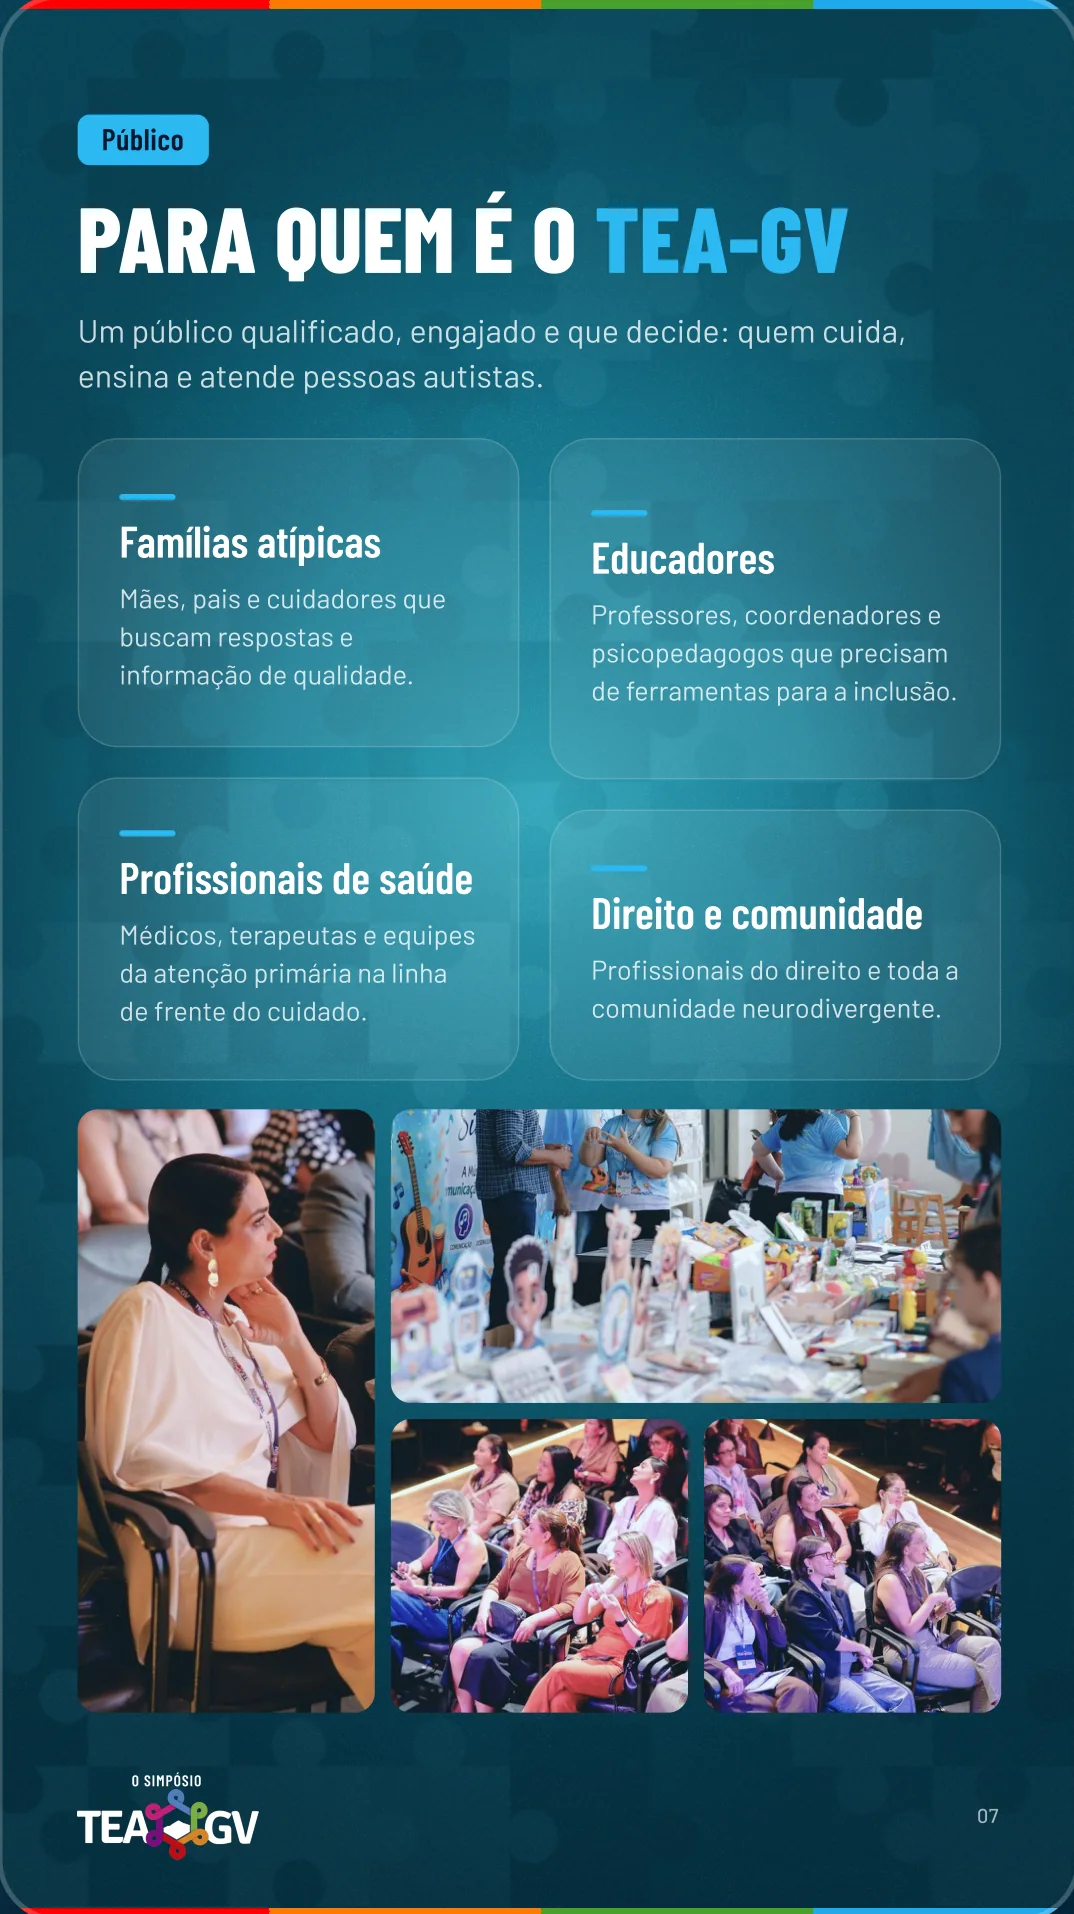 Público
PARA QUEM É O TEA-GV
Um público qualificado, engajado e que decide: quem cuida,
ensina e atende pessoas autistas.
Famílias atípicas
Mães, pais e cuidadores que
buscam respostas e
informação de qualidade.
Educadores
Professores, coordenadores e
psicopedagogos que precisam
de ferramentas para a inclusão.
Profissionais de saúde
Médicos, terapeutas e equipes
da atenção primária na linha
de frente do cuidado.
Direito e comunidade
Profissionais do direito e toda a
comunidade neurodivergente.
O SIMPÓSIO
TEA GV
07